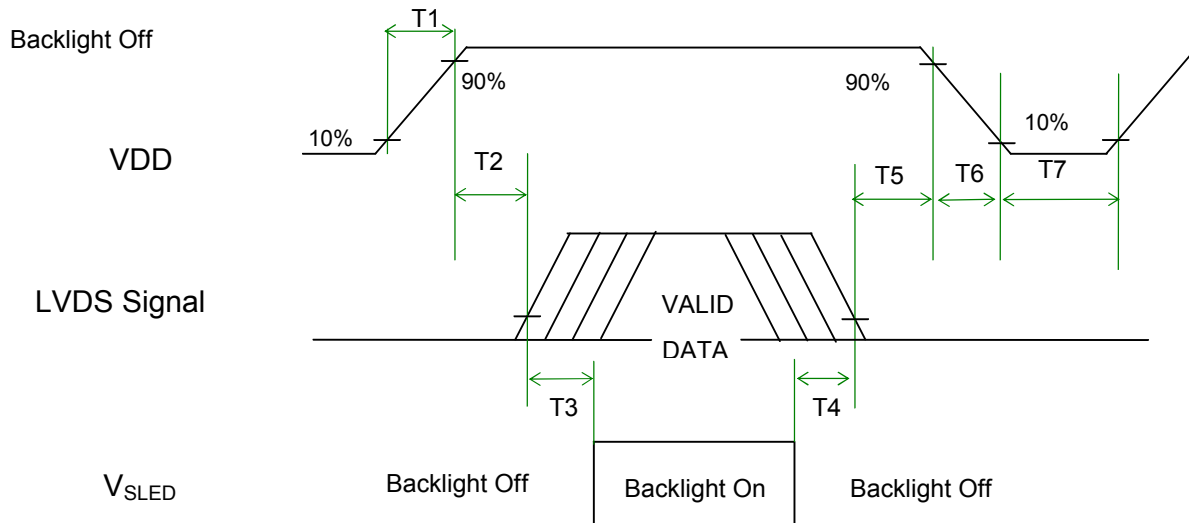 T1
Backlight Off
90%
90%
10%
10%
VDD
T2
T5
T6
T7
LVDS Signal
VALID
DATA
T3
T4
VSLED
Backlight Off
Backlight On
Backlight Off